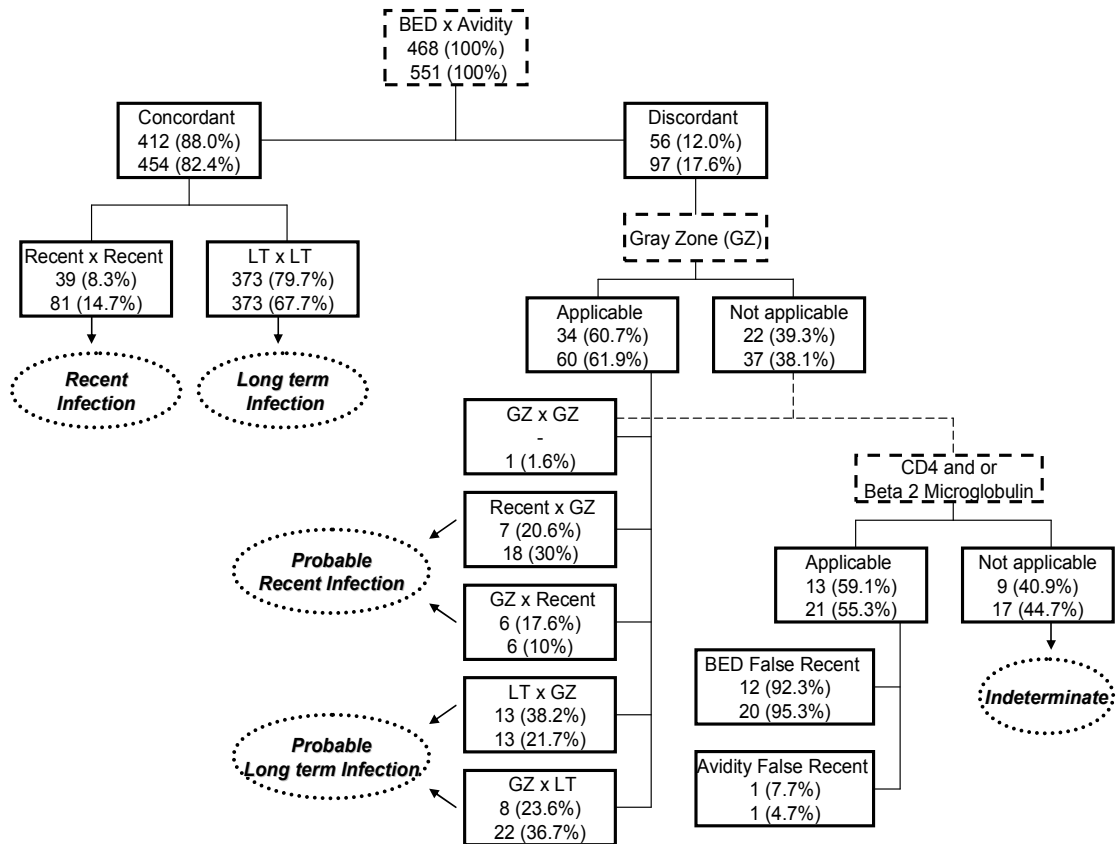 BED x Avidity
468 (100%)
551 (100%)
Concordant
412 (88.0%)
454 (82.4%)
Discordant
56 (12.0%)
97 (17.6%)
Recent x Recent
39 (8.3%)
81 (14.7%)
LT x LT
373 (79.7%)
373 (67.7%)
Gray Zone (GZ)
Recent
Infection
Long term
Infection
Applicable
34 (60.7%)
60 (61.9%)
Not applicable
22 (39.3%)
37 (38.1%)
GZ x GZ
-
1 (1.6%)
Recent x GZ
7 (20.6%)
18 (30%)
Probable
Recent Infection
GZ x Recent
6 (17.6%)
6 (10%)
LT x GZ
13 (38.2%)
13 (21.7%)
Probable
Long term Infection
GZ x LT
8 (23.6%)
22 (36.7%)
CD4 and or
Beta 2 Microglobulin
Applicable
13 (59.1%)
21 (55.3%)
Not applicable
9 (40.9%)
17 (44.7%)
BED False Recent
12 (92.3%)
20 (95.3%)
Indeterminate
Avidity False Recent
1 (7.7%)
1 (4.7%)